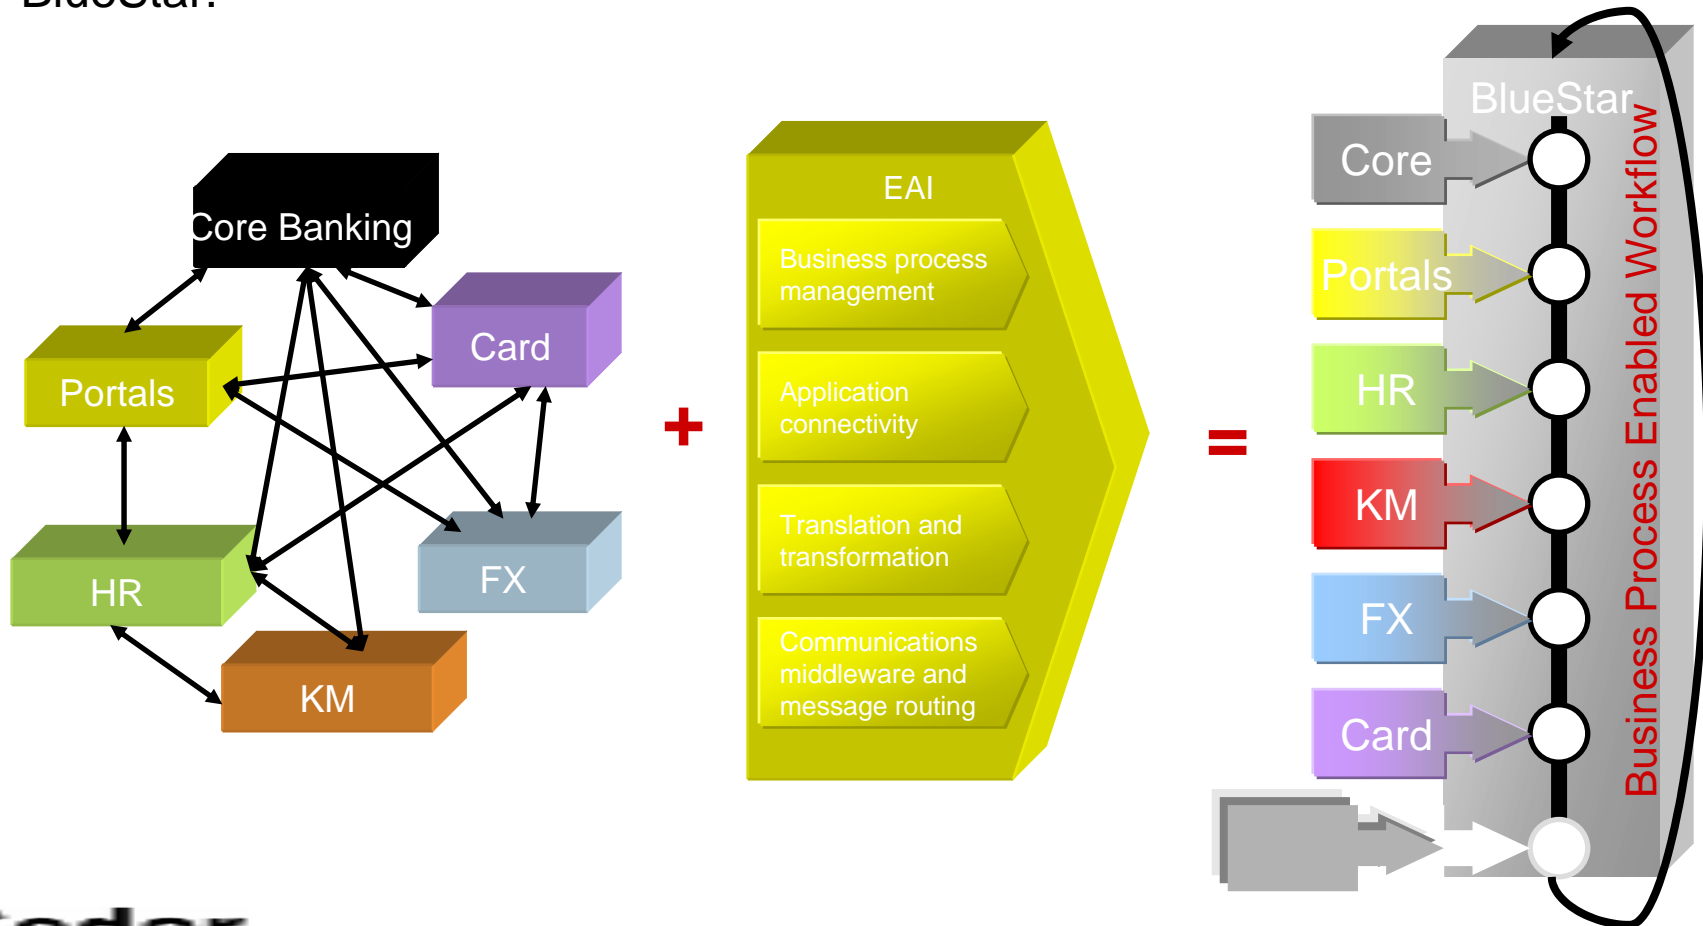 BlueStar.
Core Banking
Card
Portals
HR
FX
KM
+
EAI
Business process
management
Application
connectivity
Translation and
transformation
Communications
middleware and
message routing
=
BlueStar
Core
Portals
HR
KM
FX
Card
Business Process Enabled Workflow